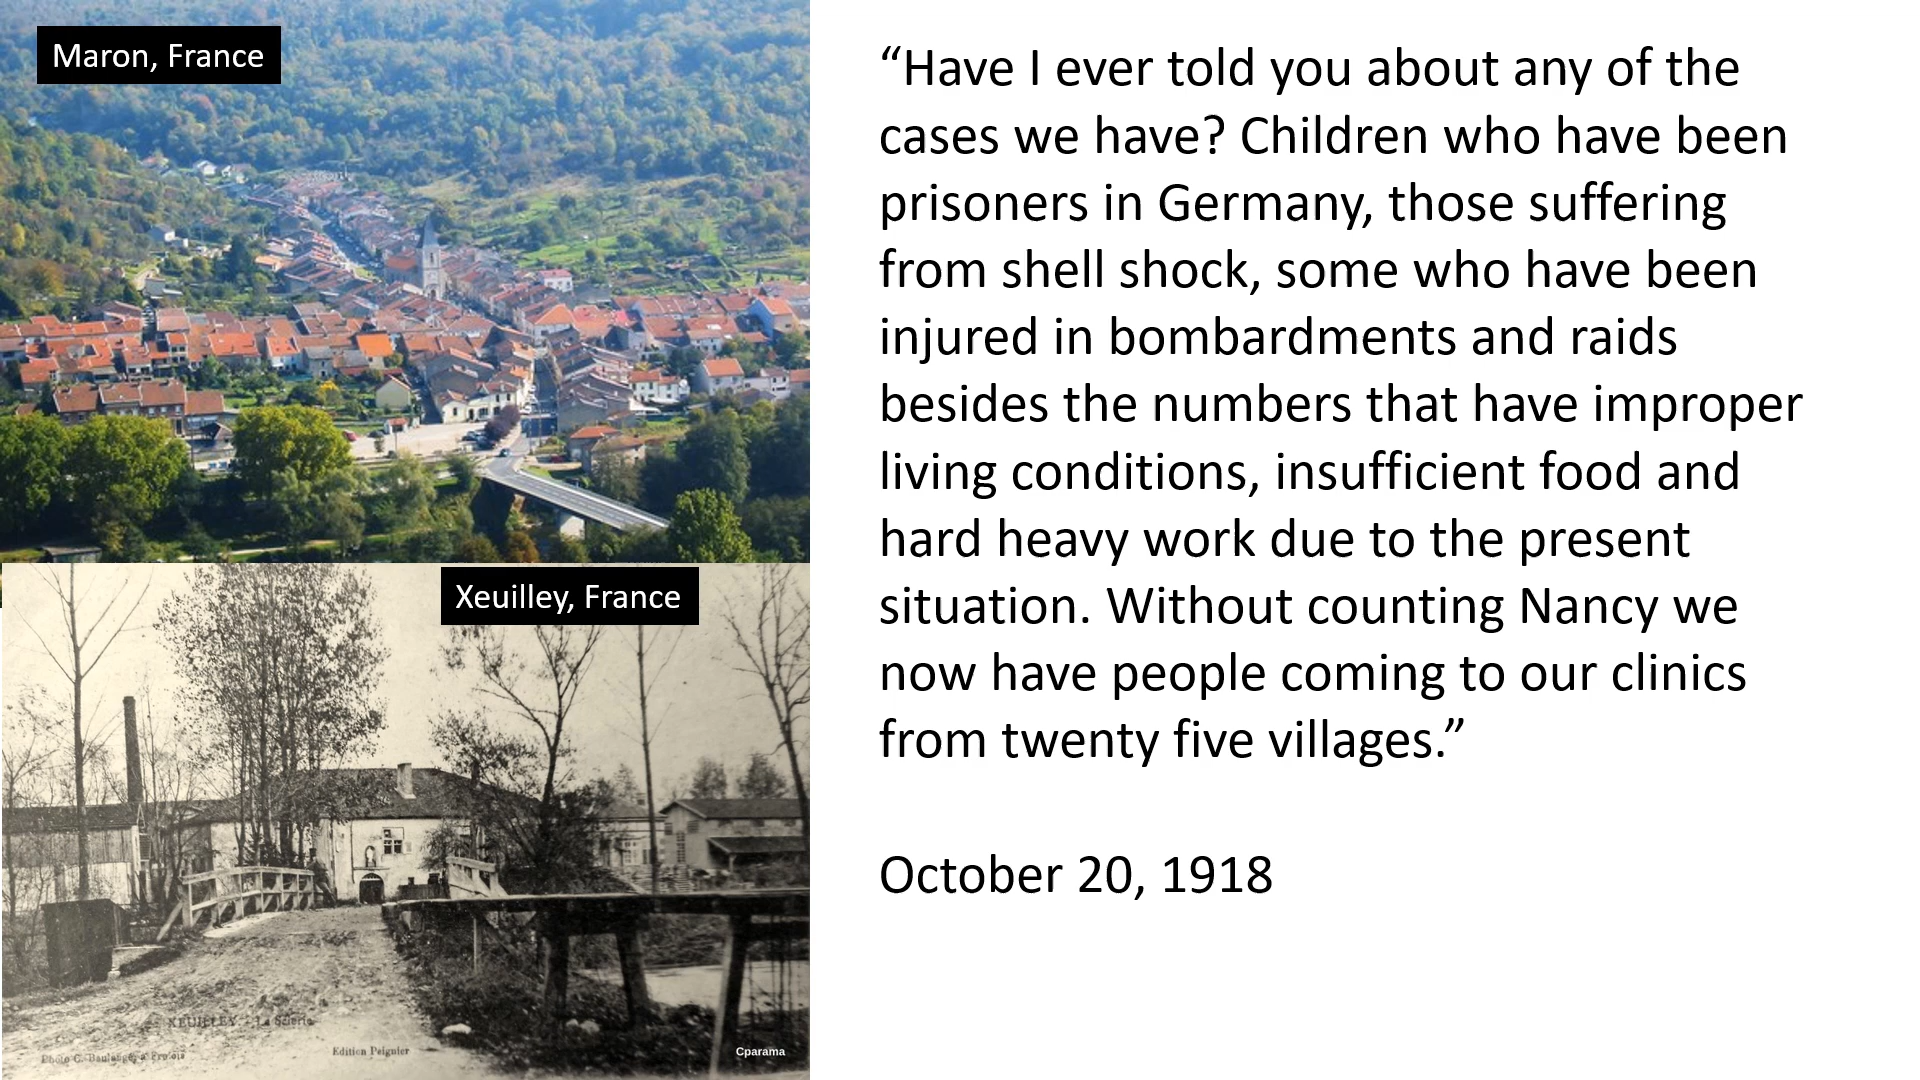 Maron, France
Xeuilley, France
XEUILLEY. - La Scierie
Edition Peignier
Cparama
“Have I ever told you about any of the
cases we have? Children who have been
prisoners in Germany, those suffering
from shell shock, some who have been
injured in bombardments and raids
besides the numbers that have improper
living conditions, insufficient food and
hard heavy work due to the present
situation. Without counting Nancy we
now have people coming to our clinics
from twenty five villages.”
October 20, 1918